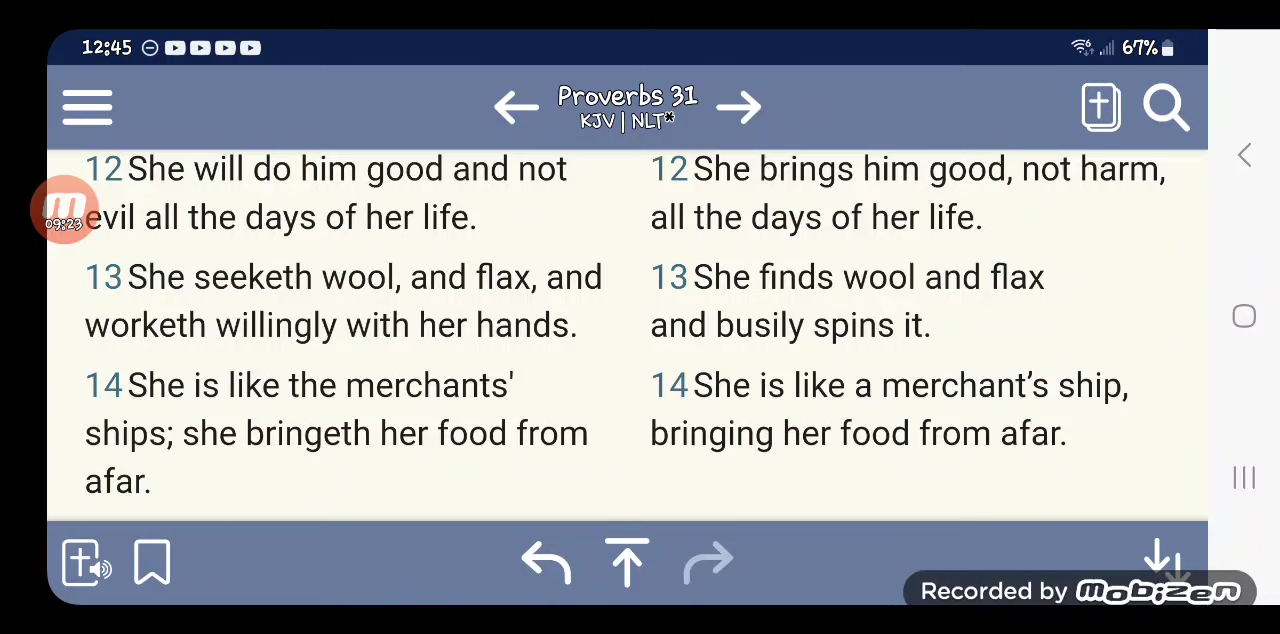 12:45 67%
Proverbs 31
KJV | NLT*
12 She will do him good and not
evil all the days of her life.
13 She seeketh wool, and flax, and
worketh willingly with her hands.
14 She is like the merchants'
ships; she bringeth her food from
afar.
12 She brings him good, not harm,
all the days of her life.
13 She finds wool and flax
and busily spins it.
14 She is like a merchant’s ship,
bringing her food from afar.
09:23
Recorded by mobizen